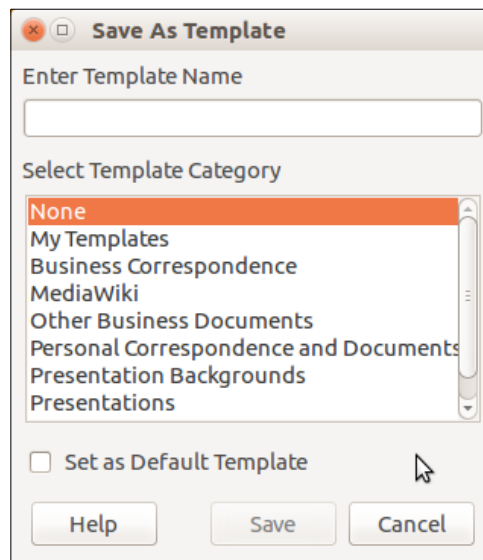 Save As Template
Enter Template Name
Select Template Category
None
My Templates
Business Correspondence
MediaWiki
Other Business Documents
Personal Correspondence and Documents
Presentation Backgrounds
Presentations
Set as Default Template
Help Save Cancel